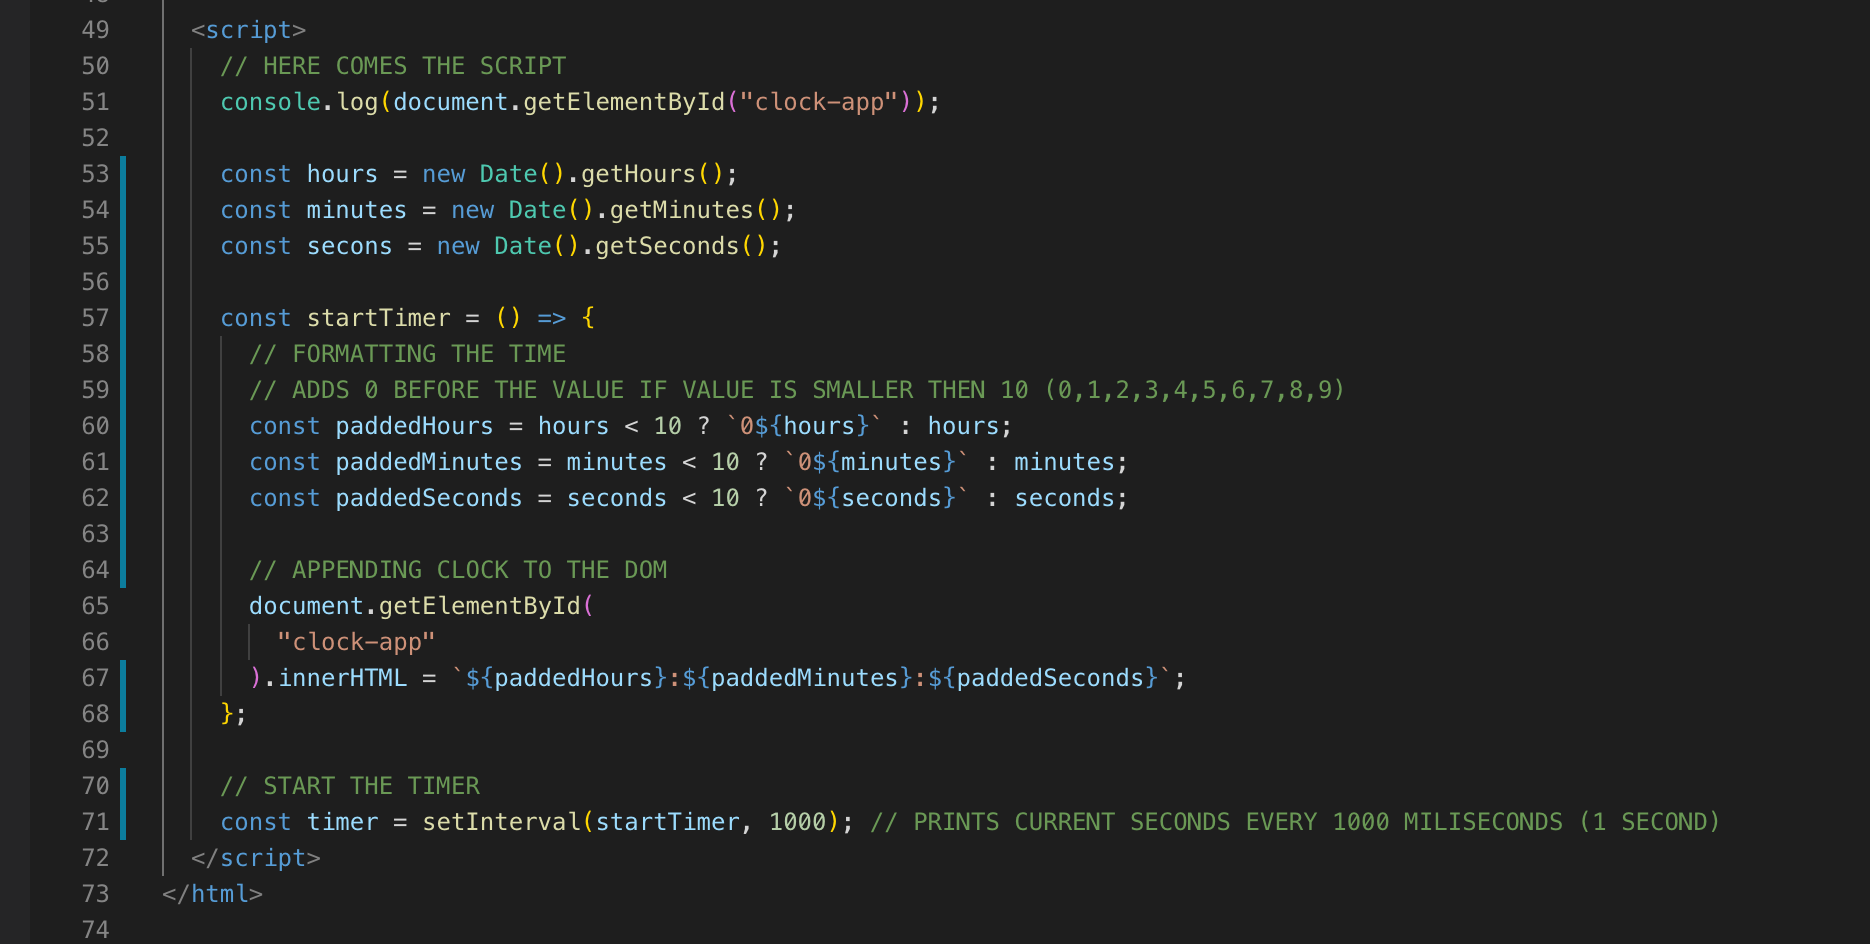 49 <script>
50 // HERE COMES THE SCRIPT
51 console.log(document.getElementById("clock-app"));
52
53 const hours = new Date().getHours();
54 const minutes = new Date().getMinutes();
55 const secons = new Date().getSeconds();
56
57 const startTimer = () => {
58 // FORMATTING THE TIME
59 // ADDS 0 BEFORE THE VALUE IF VALUE IS SMALLER THEN 10 (0,1,2,3,4,5,6,7,8,9)
60 const paddedHours = hours < 10 ? `0${hours}` : hours;
61 const paddedMinutes = minutes < 10 ? `0${minutes}` : minutes;
62 const paddedSeconds = seconds < 10 ? `0${seconds}` : seconds;
63
64 // APPENDING CLOCK TO THE DOM
65 document.getElementById(
66 "clock-app"
67 ).innerHTML = `${paddedHours}:${paddedMinutes}:${paddedSeconds}`;
68 };
69
70 // START THE TIMER
71 const timer = setInterval(startTimer, 1000); // PRINTS CURRENT SECONDS EVERY 1000 MILISECONDS (1 SECOND)
72 </script>
73 </html>
74